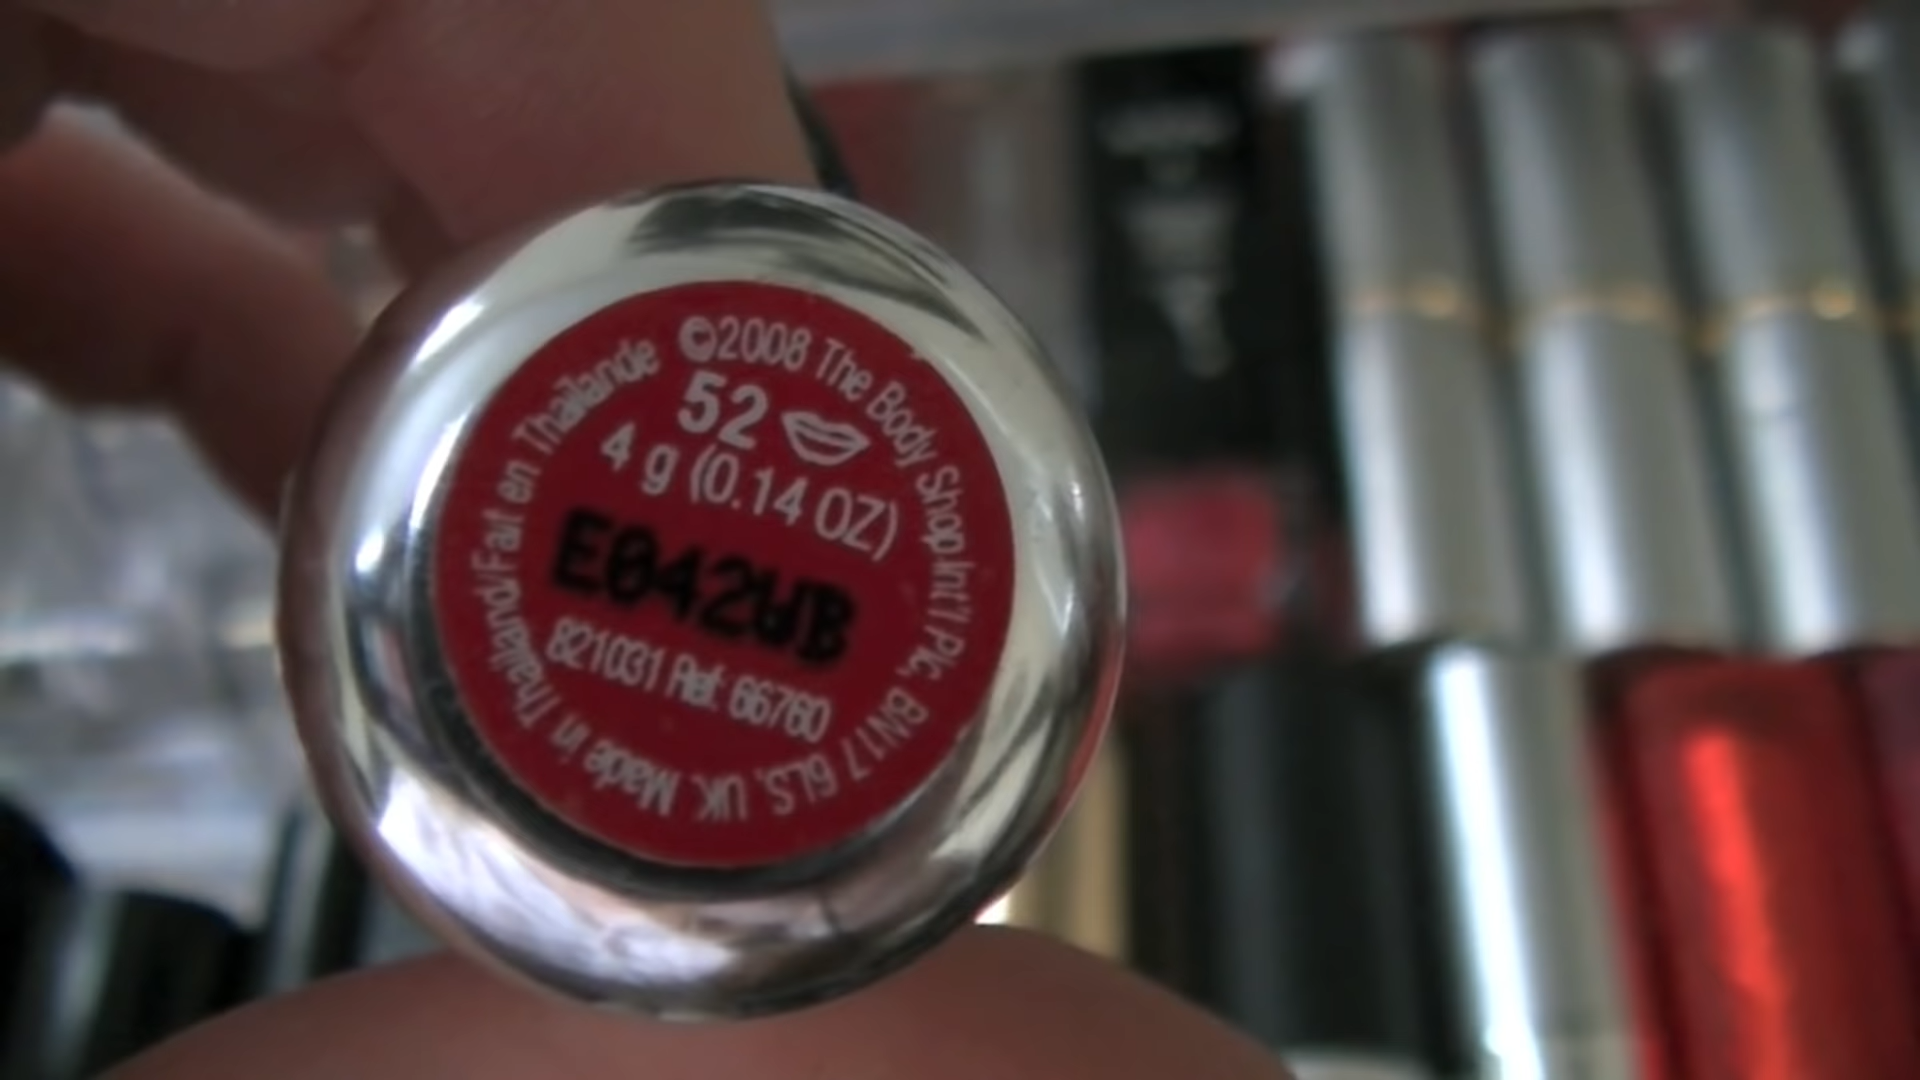 ©2008 The Body Shop Int'l Plc, BN17 6LS, UK. Made in Thailand/Fait en Thaïlande
52
4 g (0.14 OZ)
E042WB
821031 Ref. 66760